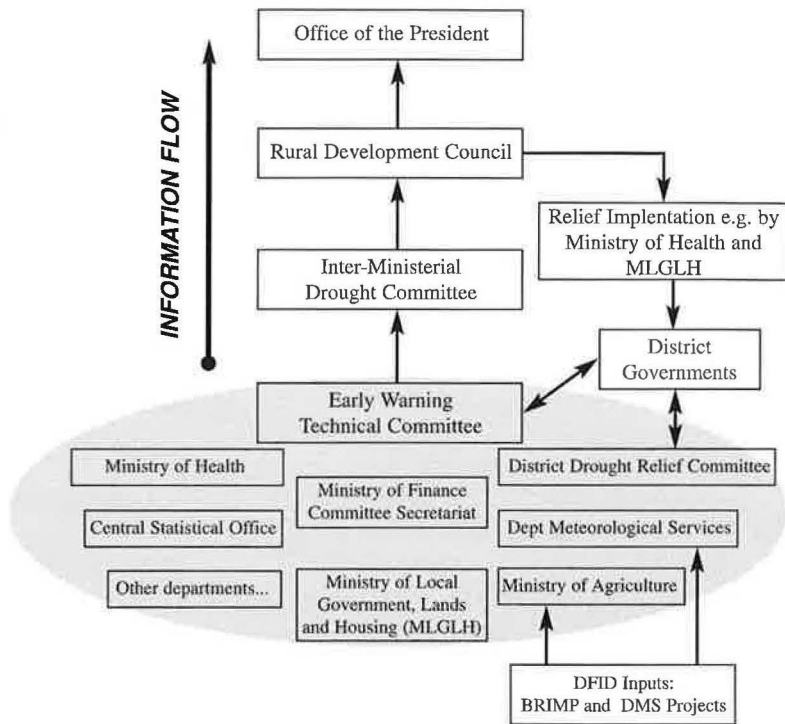 Office of the President
INFORMATION FLOW
Rural Development Council
Relief Implentation e.g. by
Ministry of Health and
MLGLH
Inter-Ministerial
Drought Committee
District
Governments
Early Warning
Technical Committee
Ministry of Health
District Drought Relief Committee
Ministry of Finance
Committee Secretariat
Central Statistical Office
Dept Meteorological Services
Other departments...
Ministry of Local
Government, Lands
and Housing (MLGLH)
Ministry of Agriculture
DFID Inputs:
BRIMP and DMS Projects